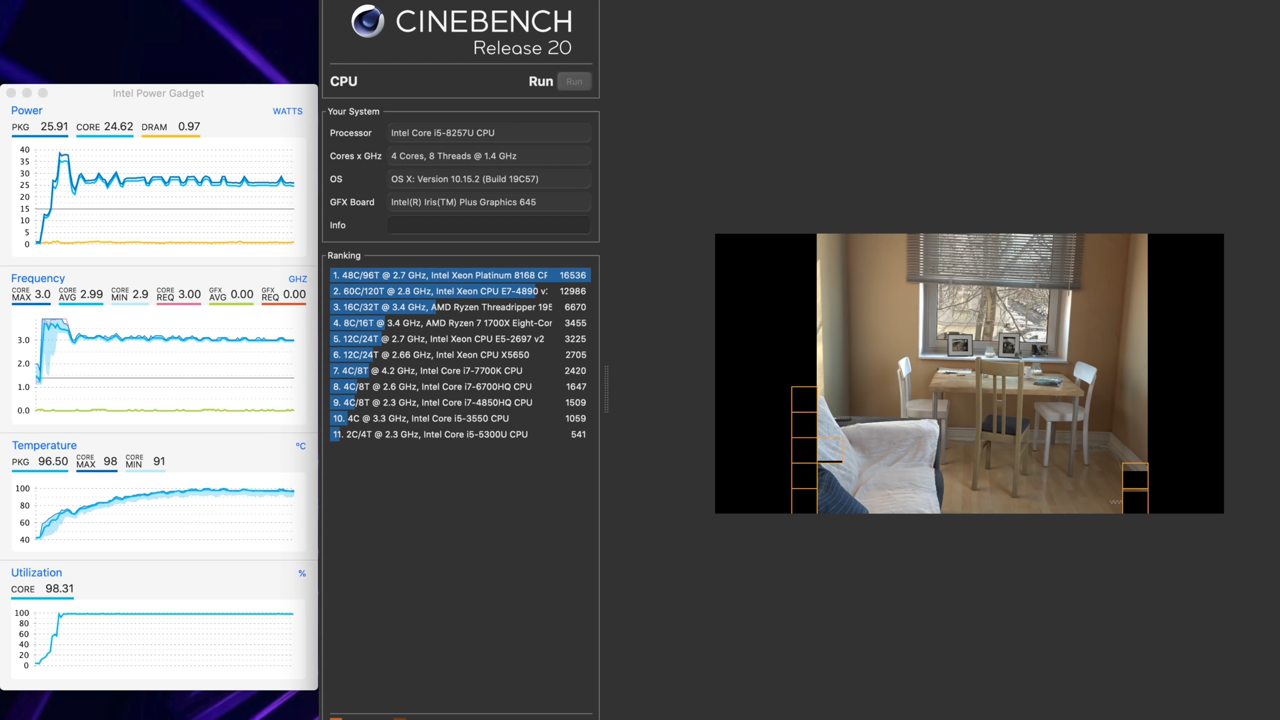 Intel Power Gadget
Power WATTS
PKG 25.91 CORE 24.62 DRAM 0.97
40
35
30
25
20
15
10
5
0
Frequency GHZ
CORE MAX 3.0 CORE AVG 2.99 CORE MIN 2.9 CORE REQ 3.00 GFX AVG 0.00 GFX REQ 0.00
3.0
2.0
1.0
0.0
Temperature °C
PKG 96.50 CORE MAX 98 CORE MIN 91
100
80
60
40
Utilization %
CORE 98.31
100
80
60
40
20
0
CINEBENCH
Release 20
CPU Run Run
Your System
Processor Intel Core i5-8257U CPU
Cores x GHz 4 Cores, 8 Threads @ 1.4 GHz
OS OS X: Version 10.15.2 (Build 19C57)
GFX Board Intel(R) Iris(TM) Plus Graphics 645
Info
Ranking
1. 48C/96T @ 2.7 GHz, Intel Xeon Platinum 8168 CF 16536
2. 60C/120T @ 2.8 GHz, Intel Xeon CPU E7-4890 v: 12986
3. 16C/32T @ 3.4 GHz, AMD Ryzen Threadripper 195 6670
4. 8C/16T @ 3.4 GHz, AMD Ryzen 7 1700X Eight-Cor 3455
5. 12C/24T @ 2.7 GHz, Intel Xeon CPU E5-2697 v2 3225
6. 12C/24T @ 2.66 GHz, Intel Xeon CPU X5650 2705
7. 4C/8T @ 4.2 GHz, Intel Core i7-7700K CPU 2420
8. 4C/8T @ 2.6 GHz, Intel Core i7-6700HQ CPU 1647
9. 4C/8T @ 2.3 GHz, Intel Core i7-4850HQ CPU 1509
10. 4C @ 3.3 GHz, Intel Core i5-3550 CPU 1059
11. 2C/4T @ 2.3 GHz, Intel Core i5-5300U CPU 541